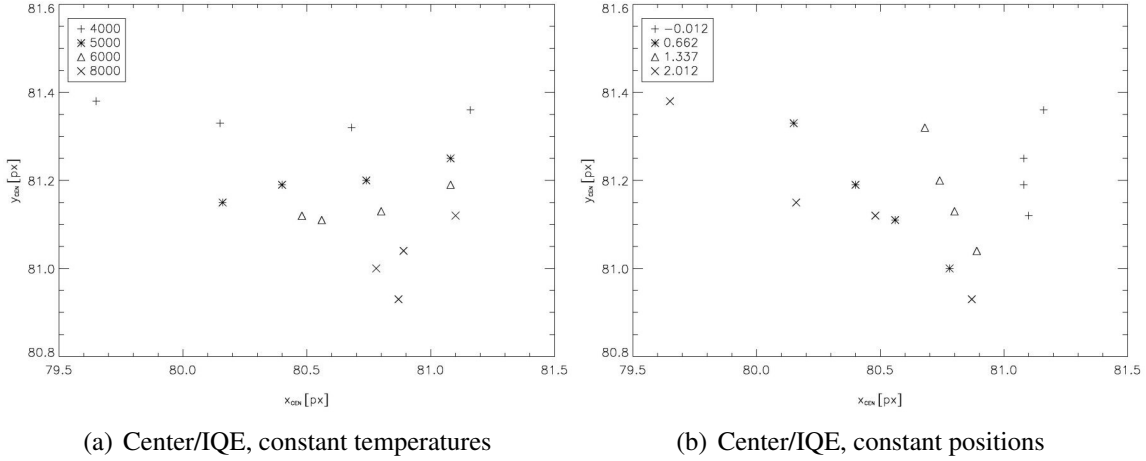 81.6
81.4
81.2
81.0
80.8
79.5 80.0 80.5 81.0 81.5
y_CEN [px]
x_CEN [px]
+ 4000
∗ 5000
△ 6000
× 8000
(a) Center/IQE, constant temperatures
81.6
81.4
81.2
81.0
80.8
79.5 80.0 80.5 81.0 81.5
y_CEN [px]
x_CEN [px]
+ −0.012
∗ 0.662
△ 1.337
× 2.012
(b) Center/IQE, constant positions